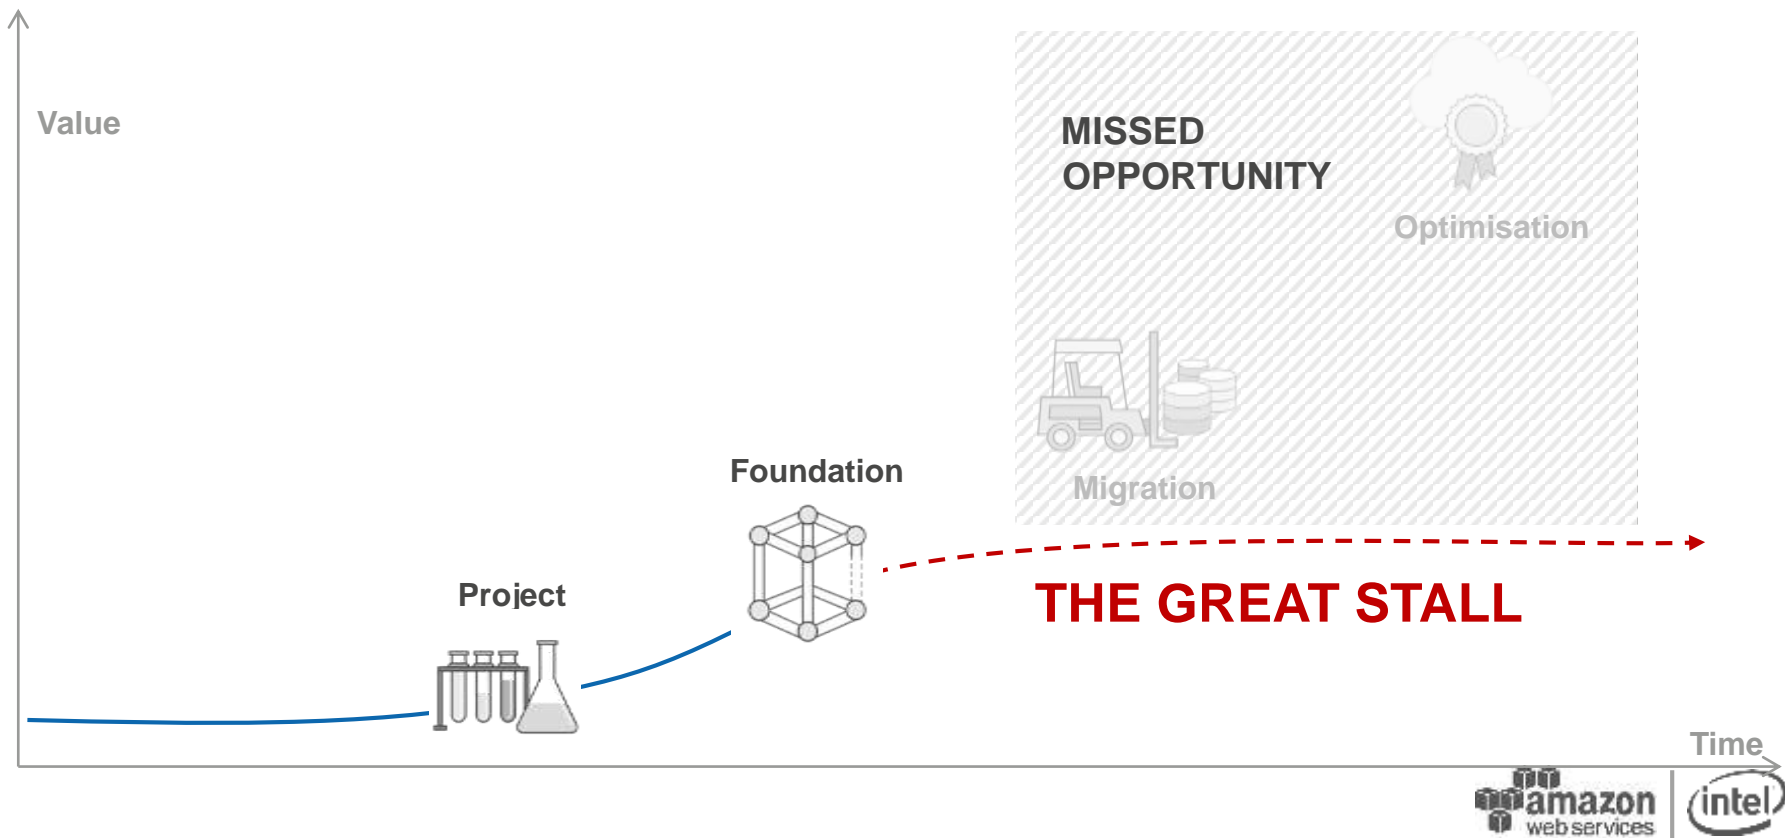 Value
MISSED
OPPORTUNITY
Optimisation
Foundation
Migration
Project
THE GREAT STALL
Time
amazon
web services
intel